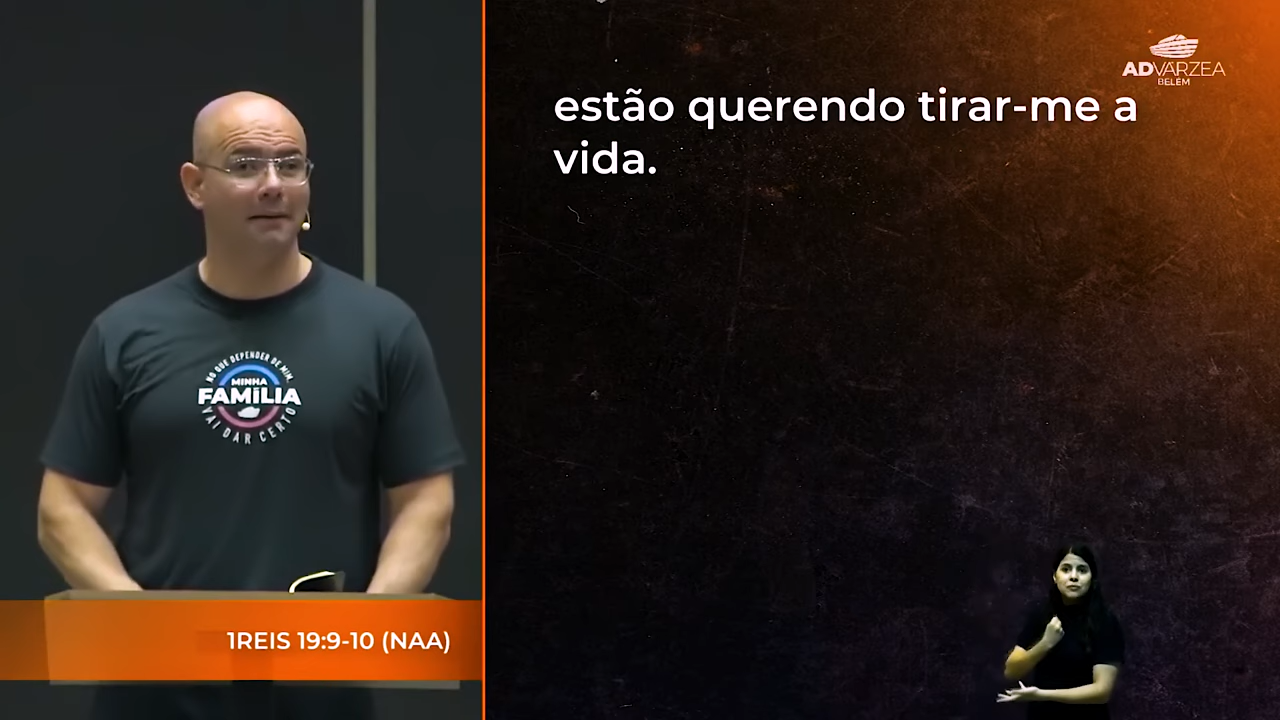 ADVÁRZEA
BELÉM
estão querendo tirar-me a
vida.
NO QUE DEPENDER DE MIM,
MINHA
FAMÍLIA
VAI DAR CERTO
1REIS 19:9-10 (NAA)